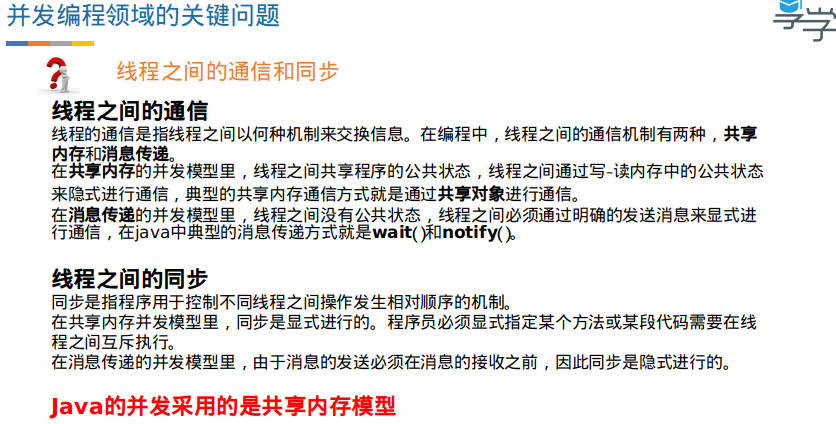 并发编程领域的关键问题
享学
线程之间的通信和同步
线程之间的通信
线程的通信是指线程之间以何种机制来交换信息。在编程中，线程之间的通信机制有两种，共享
内存和消息传递。
在共享内存的并发模型里，线程之间共享程序的公共状态，线程之间通过写-读内存中的公共状态
来隐式进行通信，典型的共享内存通信方式就是通过共享对象进行通信。
在消息传递的并发模型里，线程之间没有公共状态，线程之间必须通过明确的发送消息来显式进
行通信，在java中典型的消息传递方式就是wait()和notify()。
线程之间的同步
同步是指程序用于控制不同线程之间操作发生相对顺序的机制。
在共享内存并发模型里，同步是显式进行的。程序员必须显式指定某个方法或某段代码需要在线
程之间互斥执行。
在消息传递的并发模型里，由于消息的发送必须在消息的接收之前，因此同步是隐式进行的。
Java的并发采用的是共享内存模型